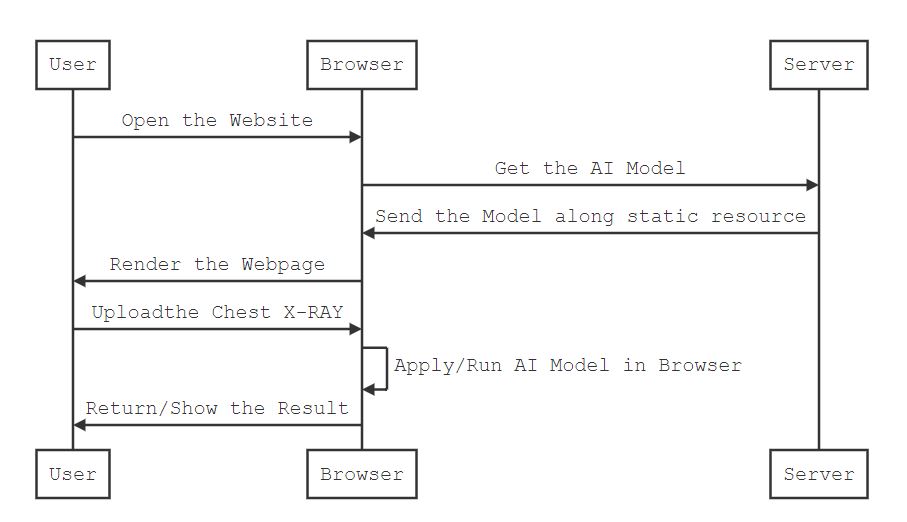 User
Browser
Server
Open the Website
Get the AI Model
Send the Model along static resource
Render the Webpage
Uploadthe Chest X-RAY
Apply/Run AI Model in Browser
Return/Show the Result
User
Browser
Server